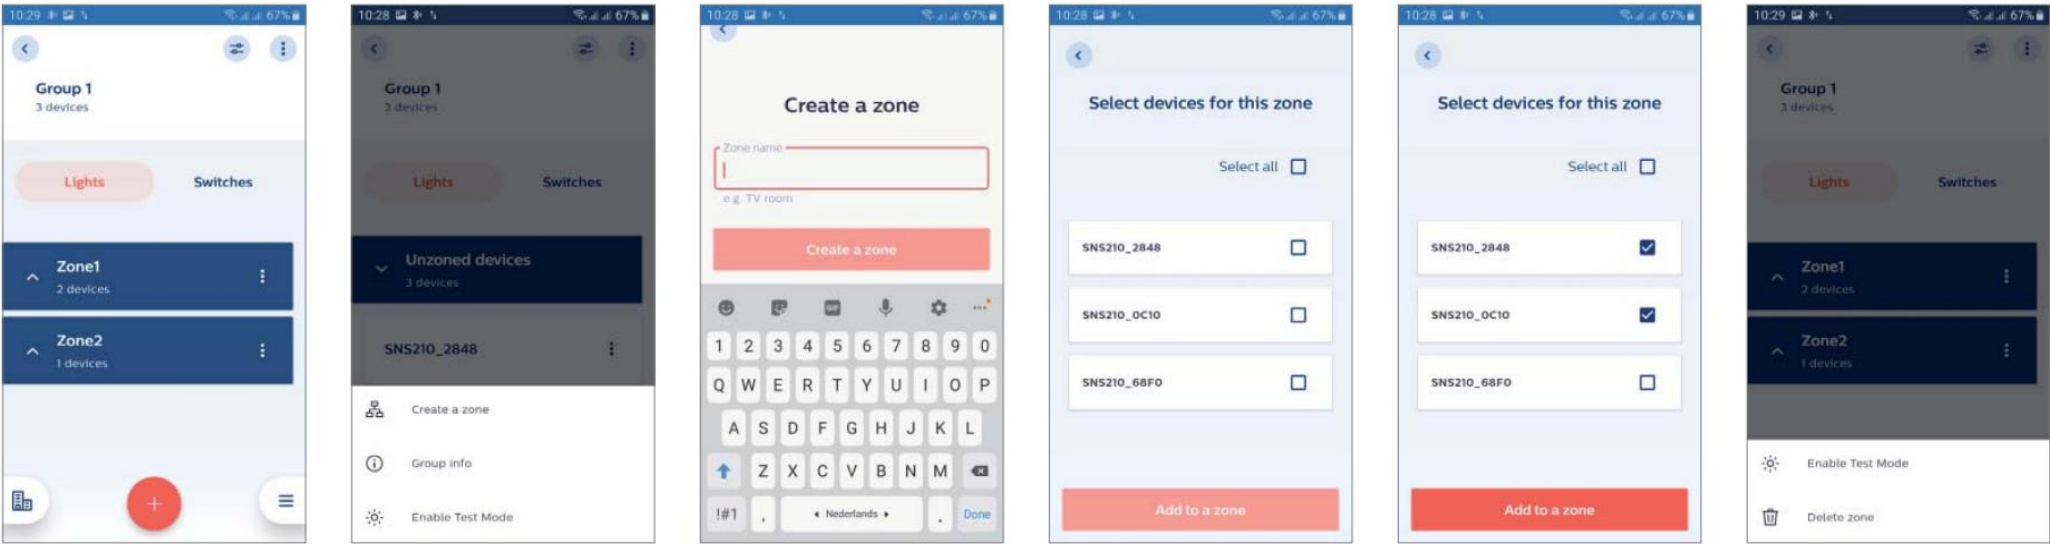 10:29 67%
Group 1
3 devices
Lights Switches
Zone1
2 devices
Zone2
1 devices
+
10:28 67%
Group 1
3 devices
Lights Switches
Unzoned devices
3 devices
SNS210_2848
Create a zone
Group info
Enable Test Mode
10:28 67%
Create a zone
Zone name
e.g. TV room
Create a zone
GIF
1 2 3 4 5 6 7 8 9 0
Q W E R T Y U I O P
A S D F G H J K L
Z X C V B N M
!#1 , Nederlands . Done
10:28 67%
Select devices for this zone
Select all
SNS210_2848
SNS210_0C10
SNS210_68F0
Add to a zone
10:28 67%
Select devices for this zone
Select all
SNS210_2848
SNS210_0C10
SNS210_68F0
Add to a zone
10:29 67%
Group 1
3 devices
Lights Switches
Zone1
2 devices
Zone2
1 devices
Enable Test Mode
Delete zone